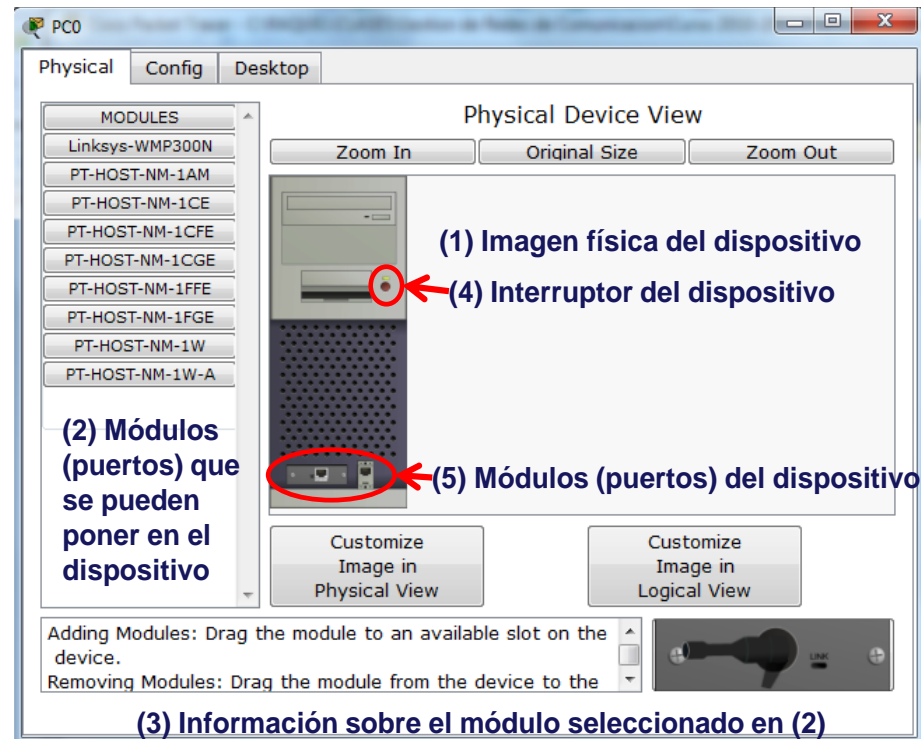 PC0
Physical
Config
Desktop
MODULES
Linksys-WMP300N
PT-HOST-NM-1AM
PT-HOST-NM-1CE
PT-HOST-NM-1CFE
PT-HOST-NM-1CGE
PT-HOST-NM-1FFE
PT-HOST-NM-1FGE
PT-HOST-NM-1W
PT-HOST-NM-1W-A
(2) Módulos
(puertos) que
se pueden
poner en el
dispositivo
Physical Device View
Zoom In
Original Size
Zoom Out
(1) Imagen física del dispositivo
(4) Interruptor del dispositivo
(5) Módulos (puertos) del dispositivo
Customize
Image in
Physical View
Customize
Image in
Logical View
Adding Modules: Drag the module to an available slot on the
device.
Removing Modules: Drag the module from the device to the
LINK
(3) Información sobre el módulo seleccionado en (2)